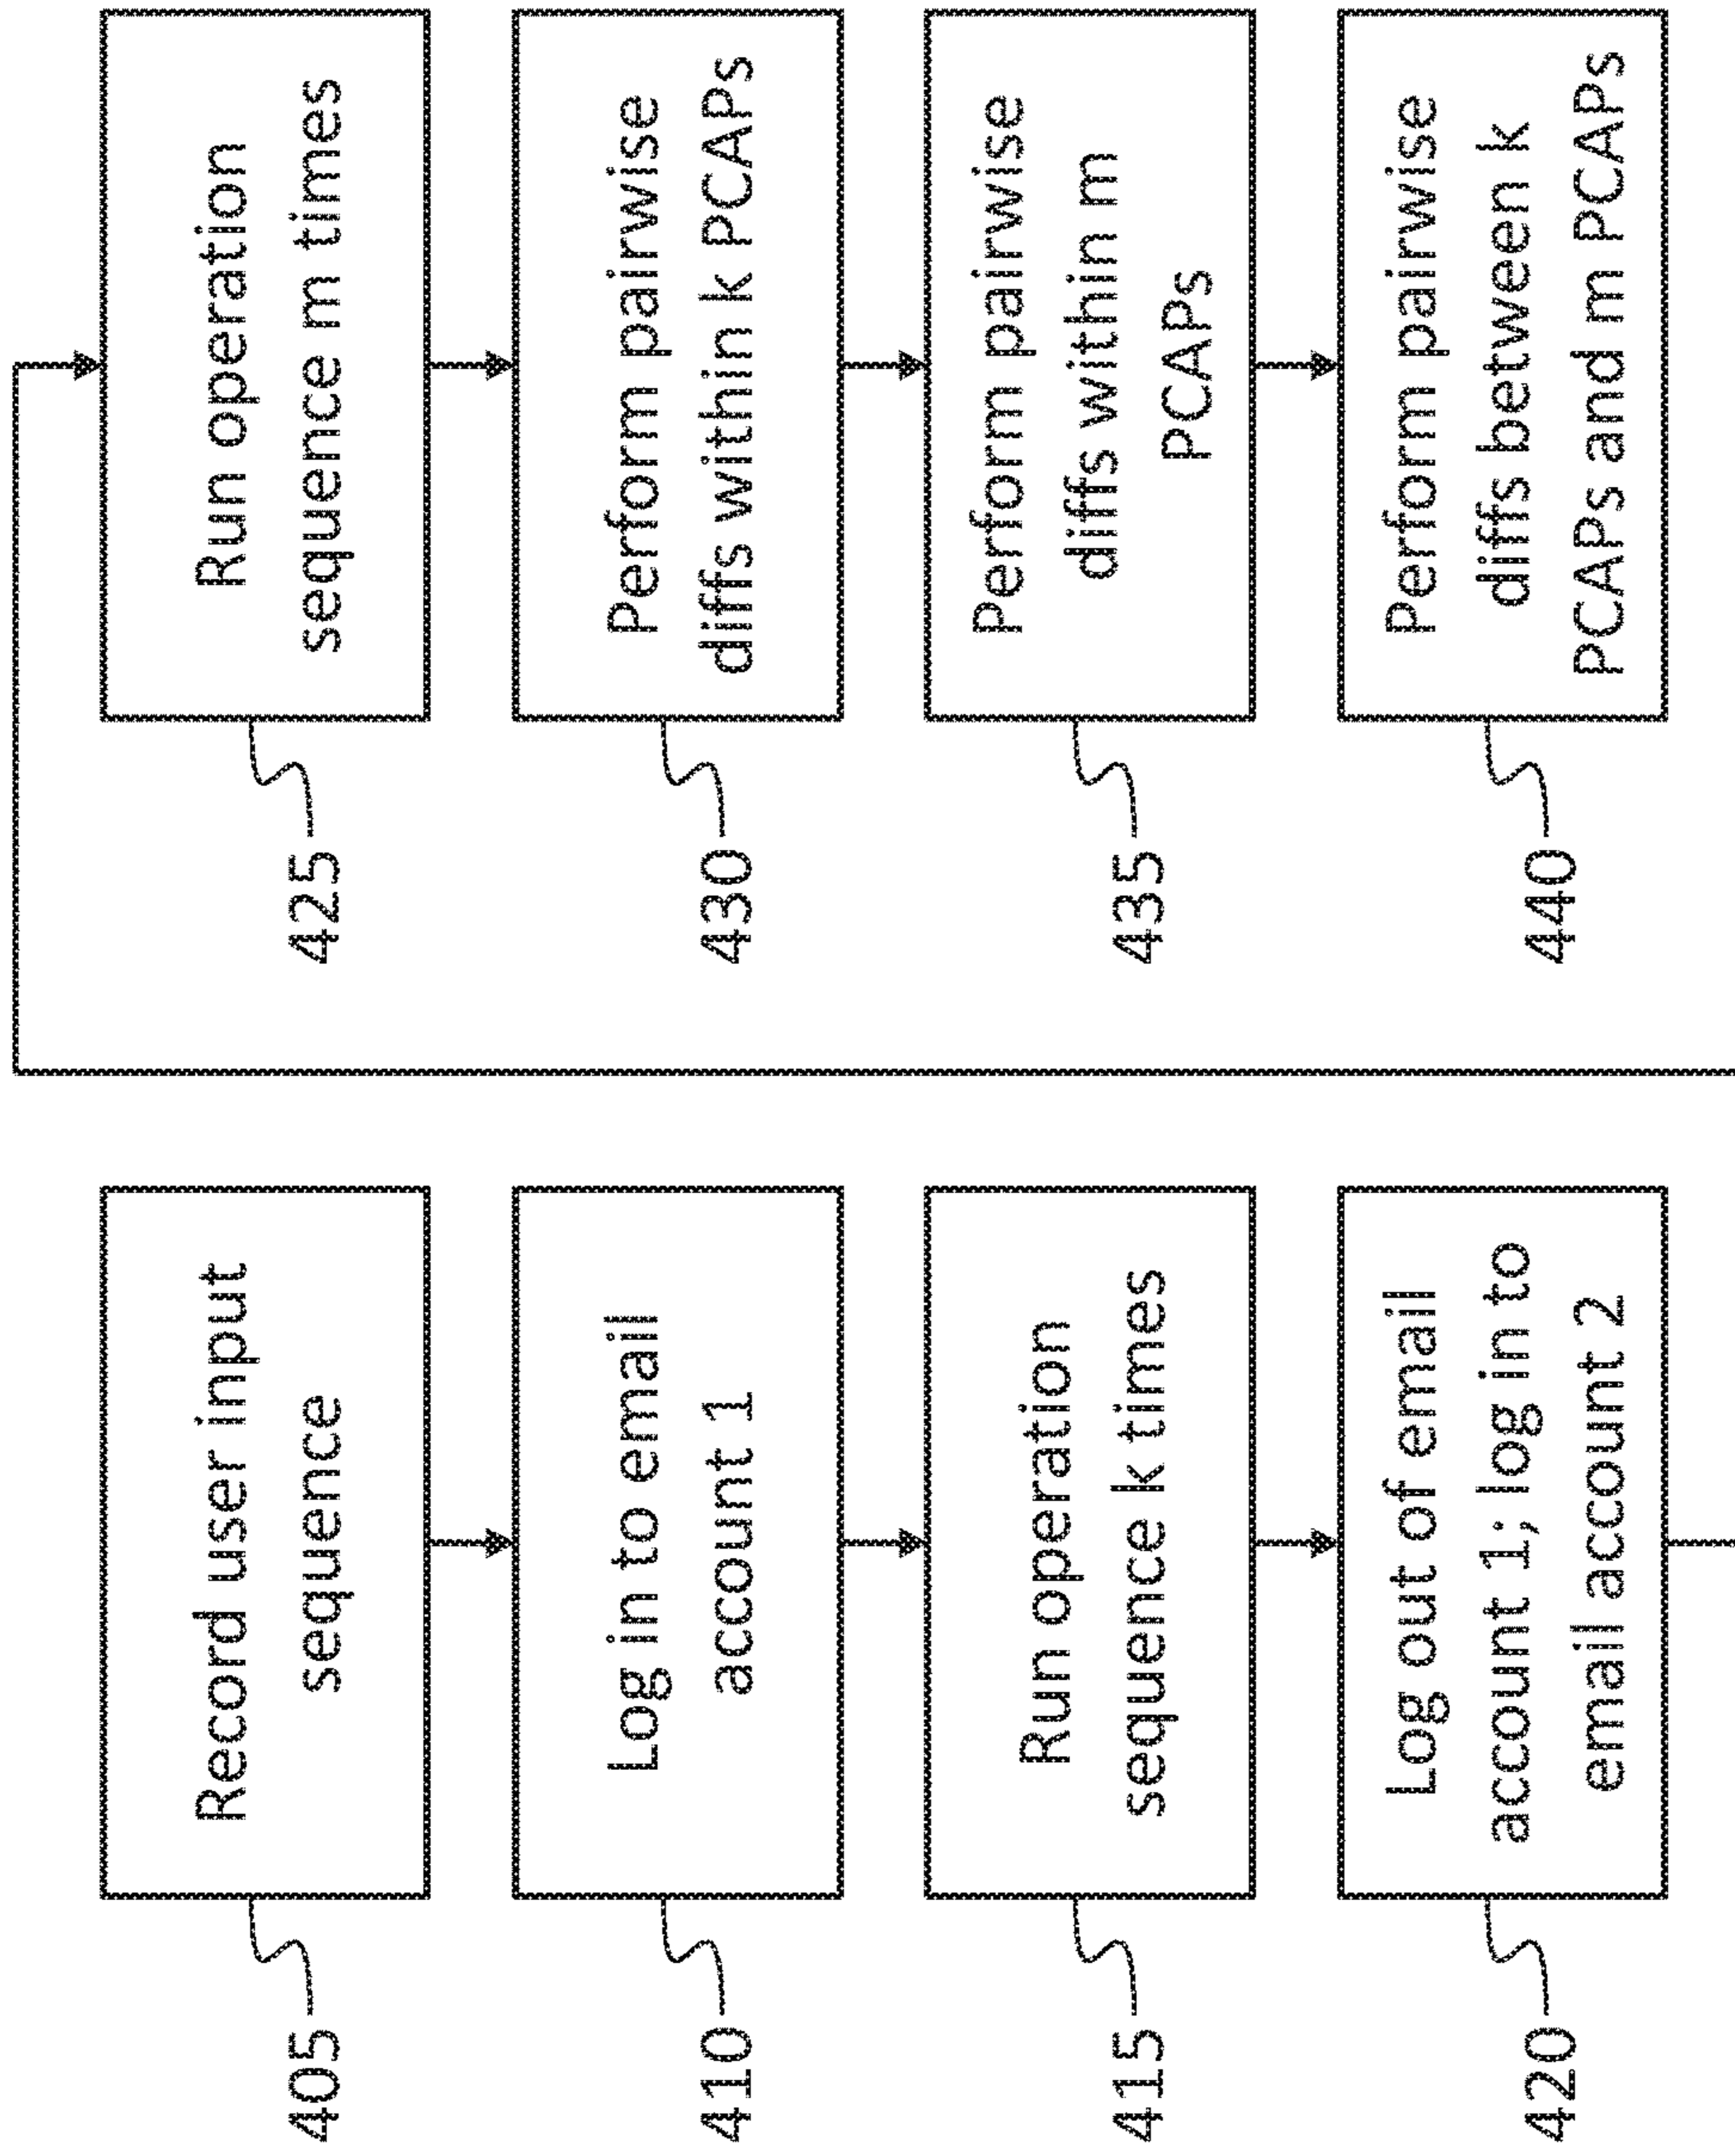 405
Record user input
sequence
410
Log in to email
account 1
415
Run operation
sequence k times
420
Log out of email
account 1; log in to
email account 2
425
Run operation
sequence m times
430
Perform pairwise
diffs within k PCAPs
435
Perform pairwise
diffs within m
PCAPs
440
Perform pairwise
diffs between k
PCAPs and m PCAPs